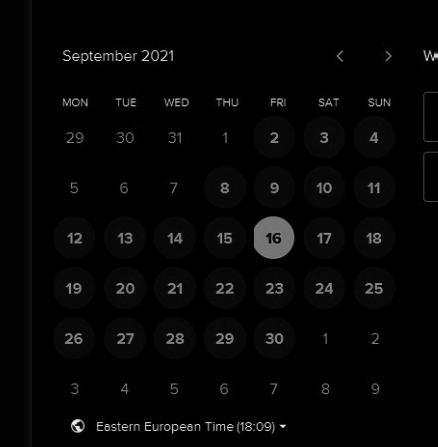 September 2021
MON TUE WED THU FRI SAT SUN
29 30 31 1 2 3 4
5 6 7 8 9 10 11
12 13 14 15 16 17 18
19 20 21 22 23 24 25
26 27 28 29 30 1 2
3 4 5 6 7 8 9
Eastern European Time (18:09)